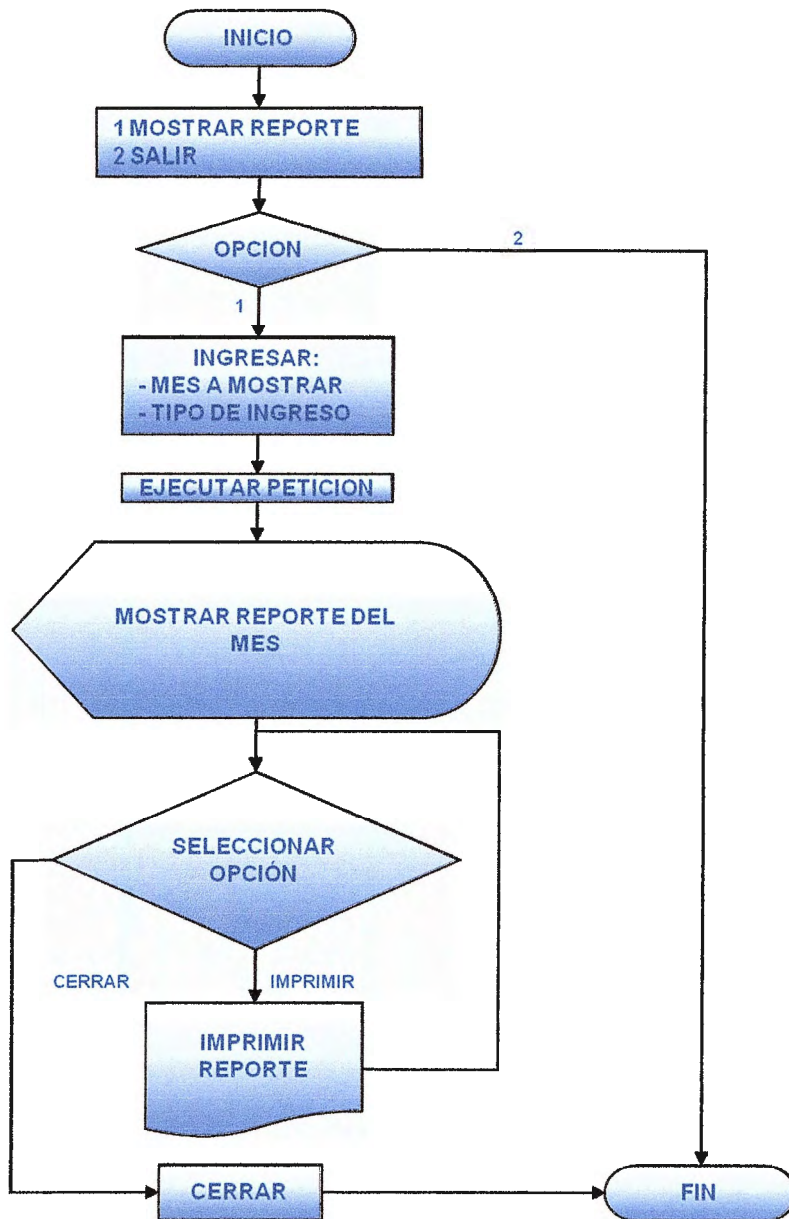 INICIO
1 MOSTRAR REPORTE
2 SALIR
OPCION
2
1
INGRESAR:
- MES A MOSTRAR
- TIPO DE INGRESO
EJECUTAR PETICION
MOSTRAR REPORTE DEL
MES
SELECCIONAR
OPCIÓN
CERRAR
IMPRIMIR
IMPRIMIR
REPORTE
CERRAR
FIN